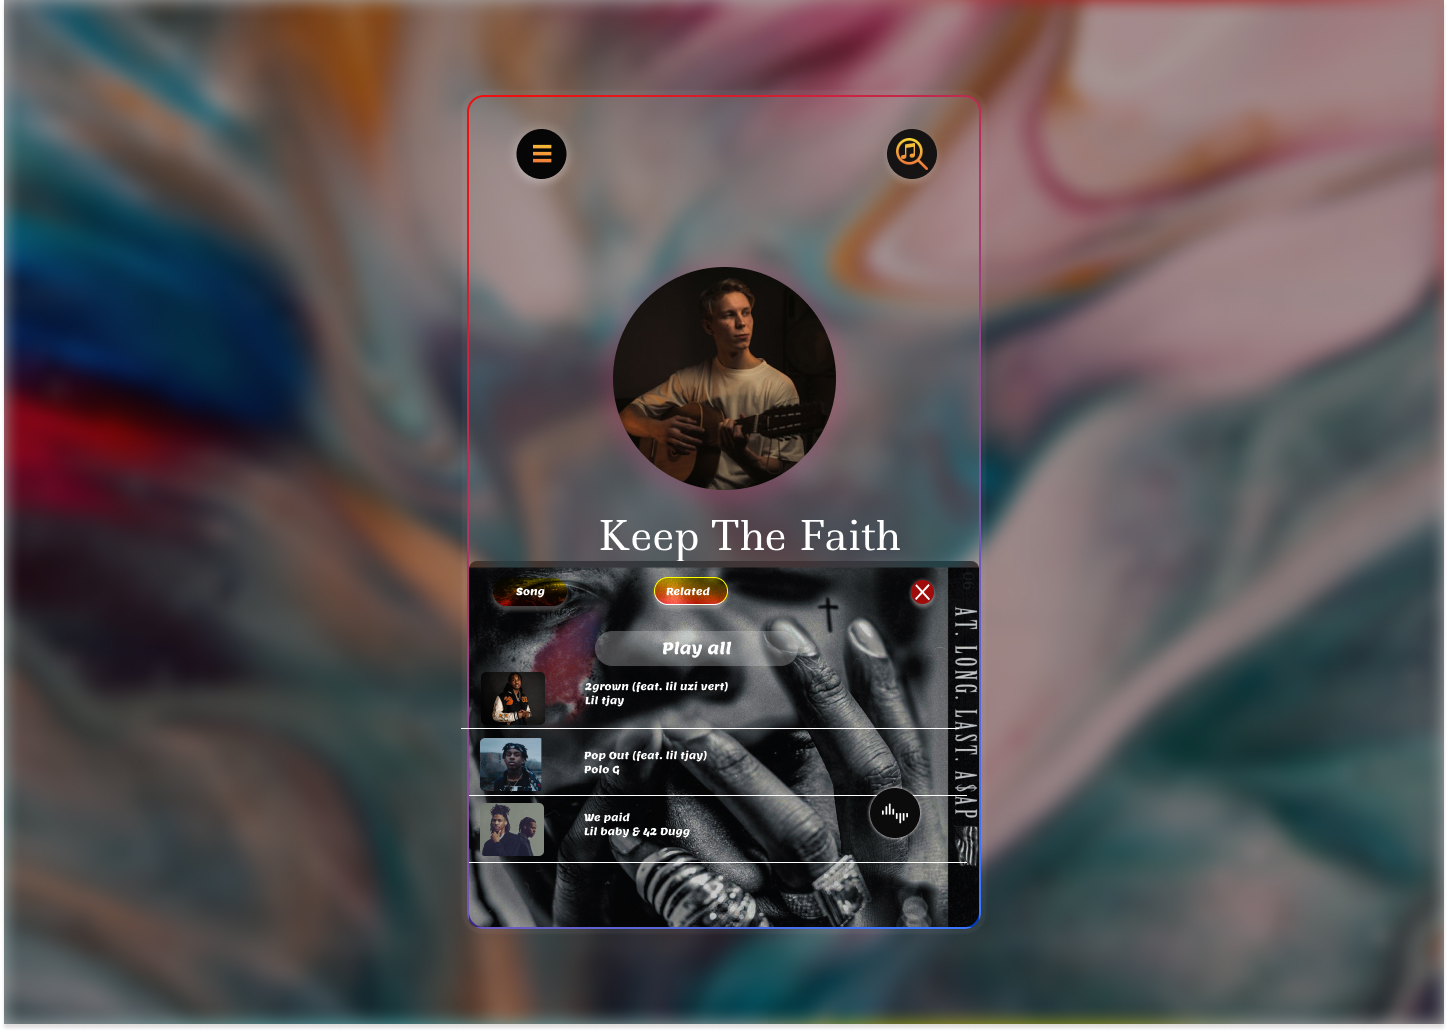 Keep The Faith
Song
Related
Play all
2grown (feat. lil uzi vert)
Lil tjay
Pop Out (feat. lil tjay)
Polo G
We paid
Lil baby & 42 Dugg
AT. LONG. LAST. ASAP